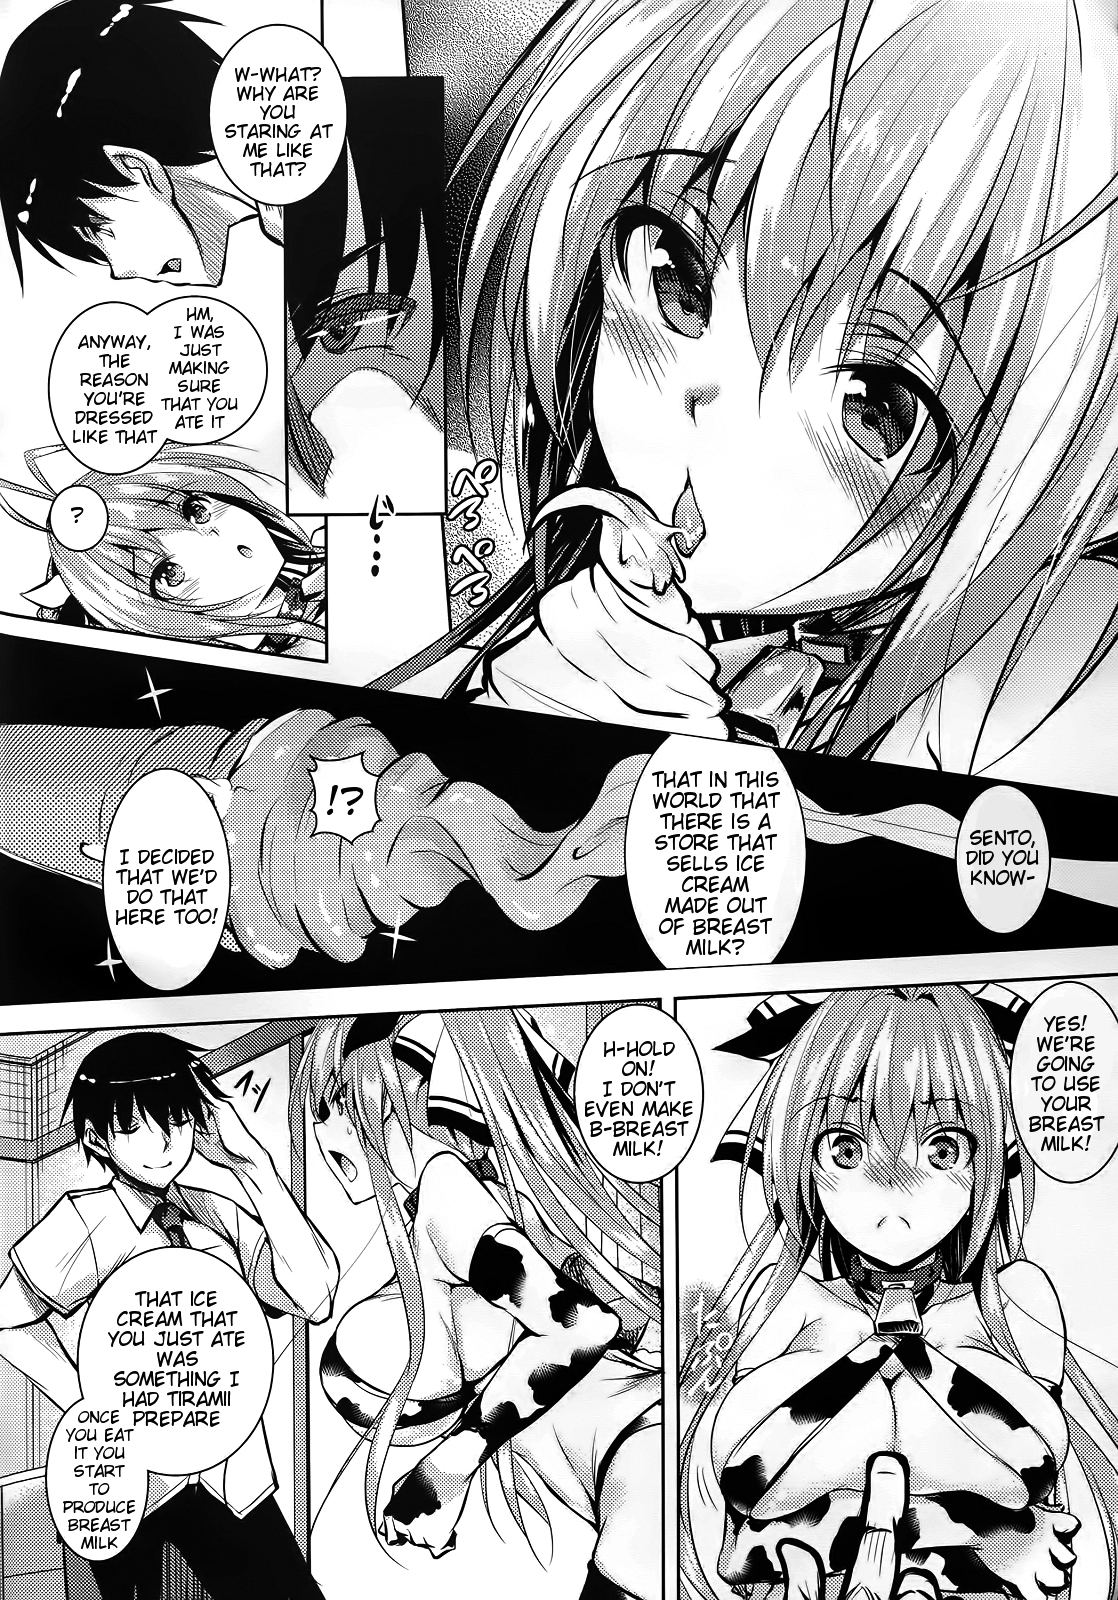 W-WHAT?
WHY ARE
YOU
STARING AT
ME LIKE
THAT?
ぺろ
ぺろ
じ…
HM,
I WAS
JUST
MAKING
SURE
THAT YOU
ATE IT
ANYWAY,
THE
REASON
YOU'RE
DRESSED
LIKE THAT
?
SENTO,
DID YOU
KNOW-
THAT IN THIS
WORLD THAT
THERE IS A
STORE THAT
SELLS ICE
CREAM
MADE OUT
OF BREAST
MILK?
!?
I DECIDED
THAT WE'D
DO THAT
HERE TOO!
YES!
WE'RE
GOING
TO USE
YOUR
BREAST
MILK!
H-HOLD
ON!
I DON'T
EVEN MAKE
B-BREAST
MILK!
THAT ICE
CREAM THAT
YOU JUST ATE
WAS
SOMETHING I
HAD TIRAMII
PREPARE
ONCE
YOU EAT
IT YOU
START
TO
PRODUCE
BREAST
MILK